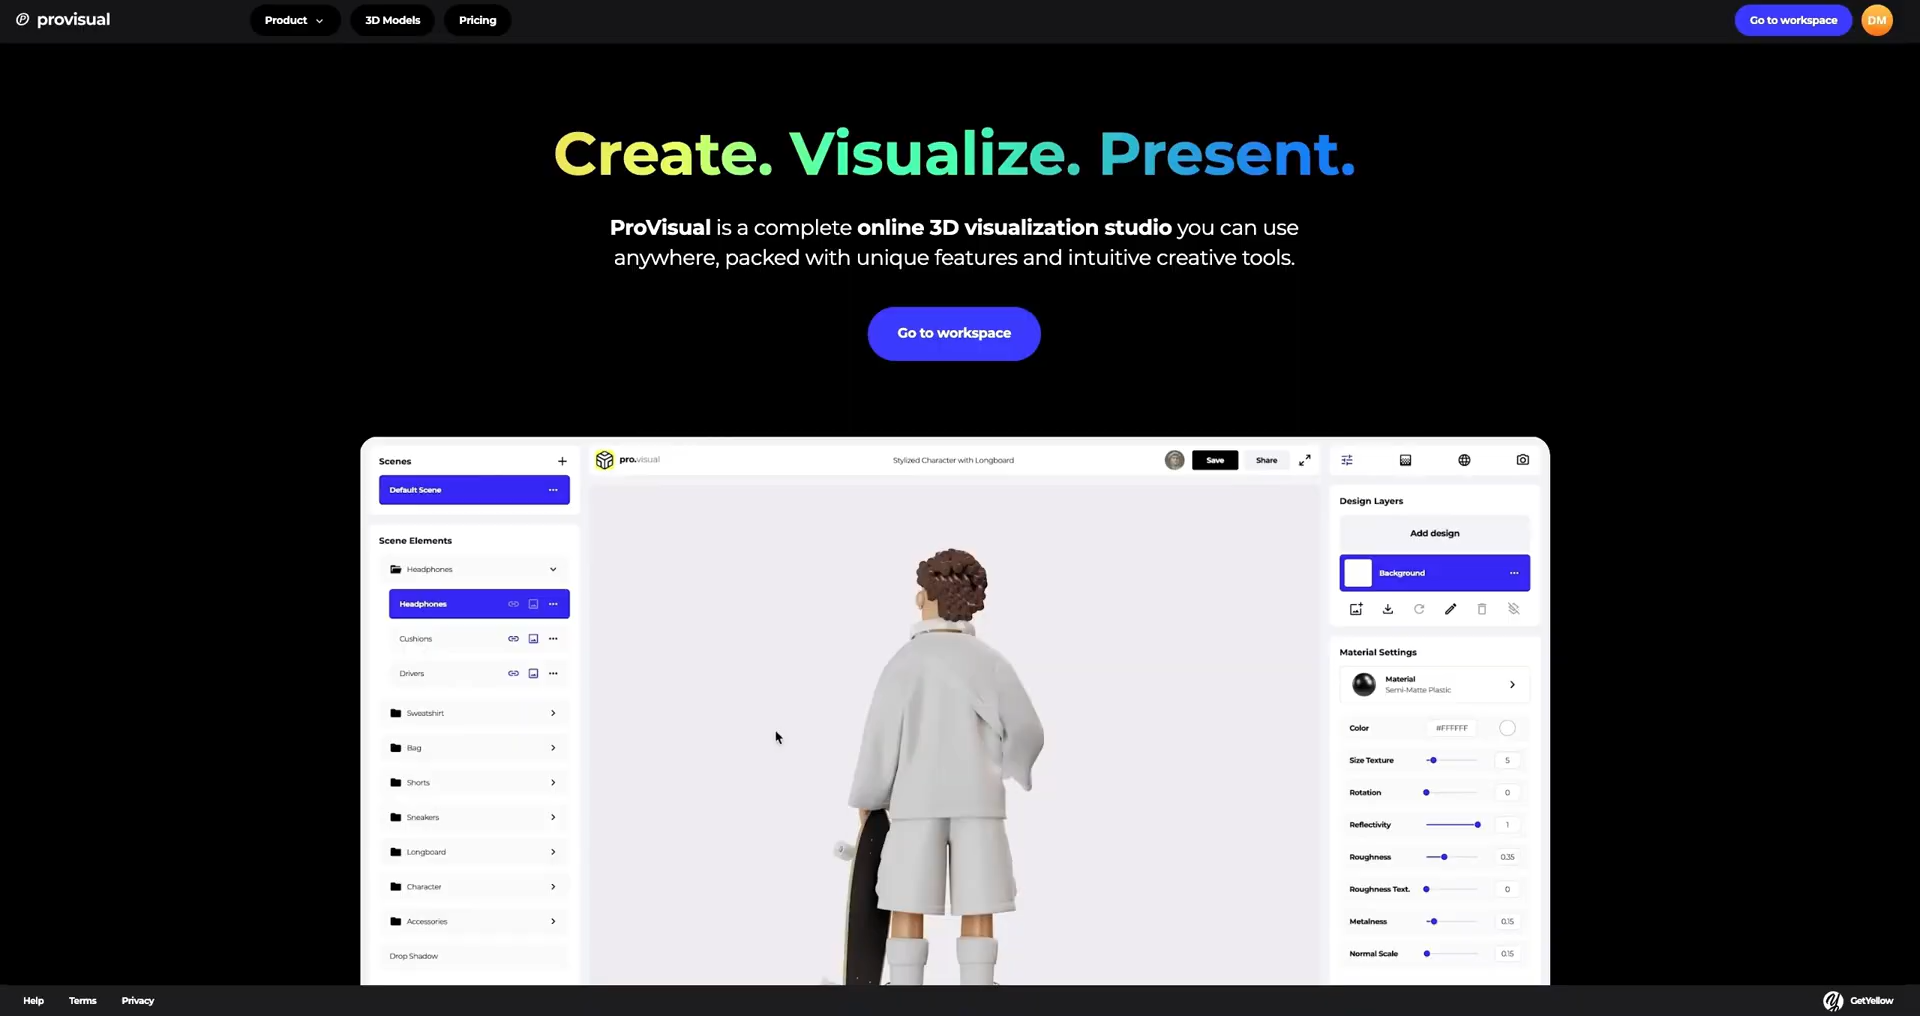 provisual
Product
3D Models
Pricing
Go to workspace
DM
Create. Visualize. Present.
ProVisual is a complete online 3D visualization studio you can use
anywhere, packed with unique features and intuitive creative tools.
Go to workspace
Scenes
Default Scene
Scene Elements
Headphones
Headphones
Cushions
Drivers
Sweatshirt
Bag
Shorts
Sneakers
Longboard
Character
Accessories
Drop Shadow
pro.visual
Stylized Character with Longboard
Save
Share
Design Layers
Add design
Background
Material Settings
Material
Semi-Matte Plastic
Color #FFFFFF
Size Texture 5
Rotation 0
Reflectivity 1
Roughness 0.35
Roughness Text. 0
Metalness 0.15
Normal Scale 0.15
Help
Terms
Privacy
GetYellow